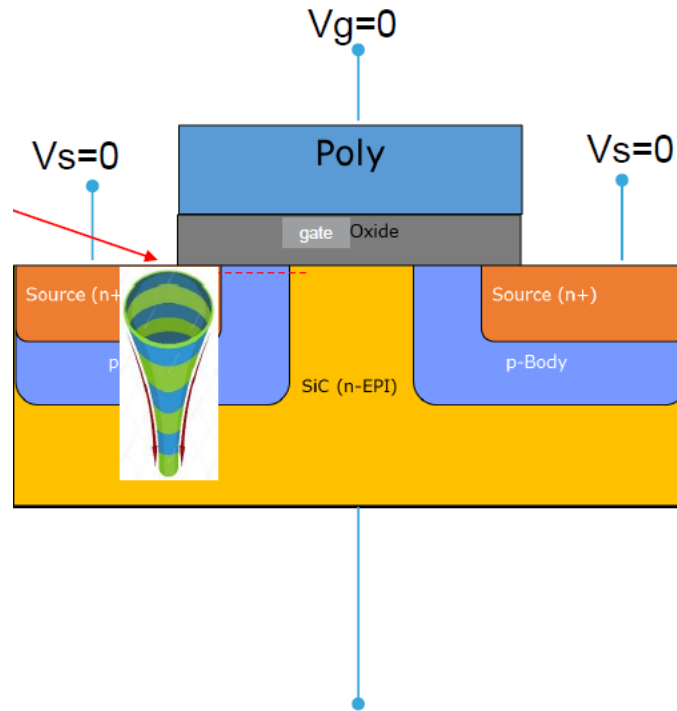 Vg=0
Vs=0
Poly
Vs=0
gate Oxide
Source (n+
Source (n+)
p
p-Body
SiC (n-EPI)